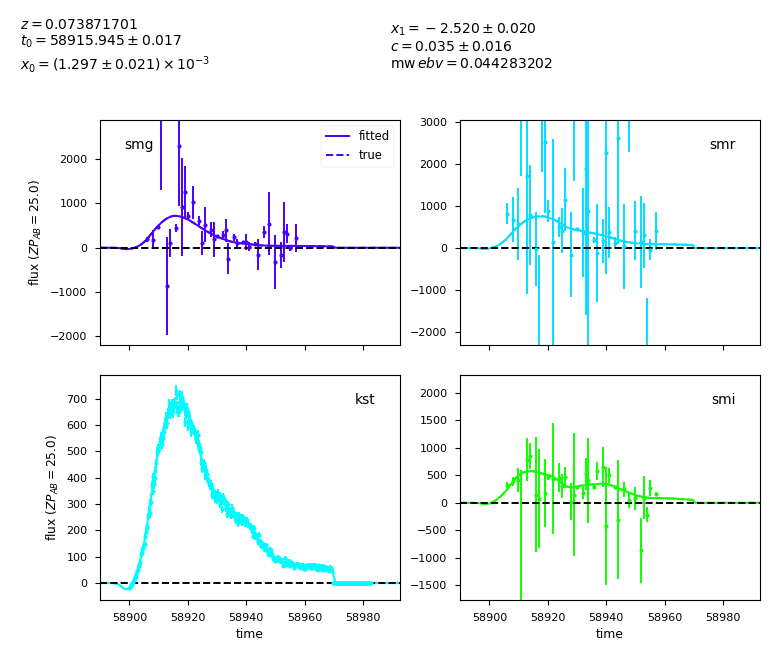 z = 0.073871701
t₀ = 58915.945 ± 0.017
x₀ = (1.297 ± 0.021) × 10⁻³
x₁ = −2.520 ± 0.020
c = 0.035 ± 0.016
mw ebv = 0.044283202
smg
fitted
true
2000
1000
0
−1000
−2000
flux (ZP_AB = 25.0)
smr
3000
2000
1000
0
−1000
−2000
kst
700
600
500
400
300
200
100
0
flux (ZP_AB = 25.0)
58900 58920 58940 58960 58980
time
smi
2000
1500
1000
500
0
−500
−1000
−1500
58900 58920 58940 58960 58980
time